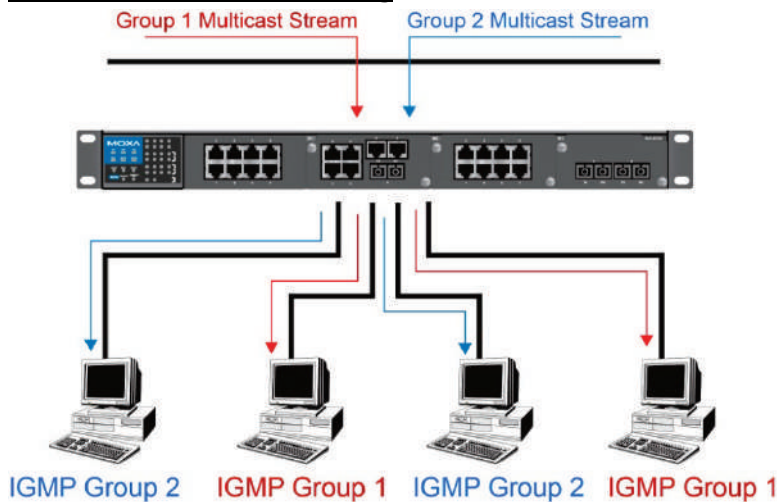 Group 1 Multicast Stream
Group 2 Multicast Stream
MOXA
IGMP Group 2
IGMP Group 1
IGMP Group 2
IGMP Group 1